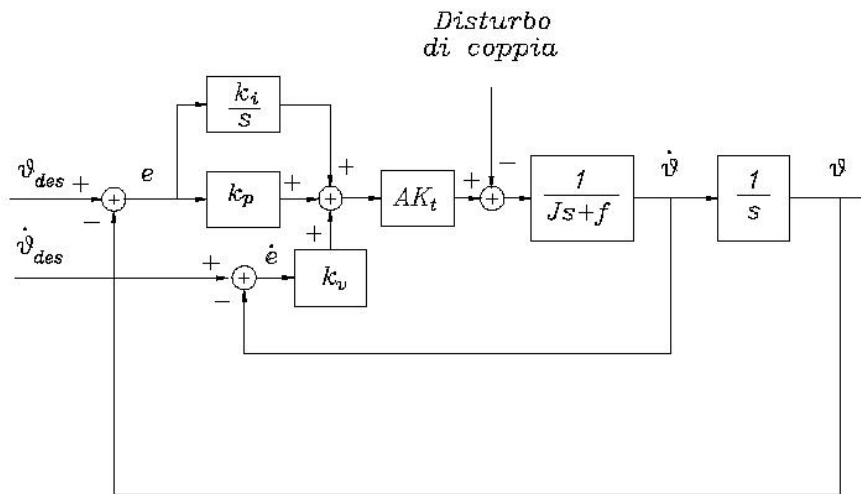 Disturbo
di coppia
k_i
s
ϑ_des
+
−
e
k_p
+
+
+
+
AK_t
+
−
+
1
Js+f
ϑ̇
1
s
ϑ
ϑ̇_des
+
−
+
ė
k_v